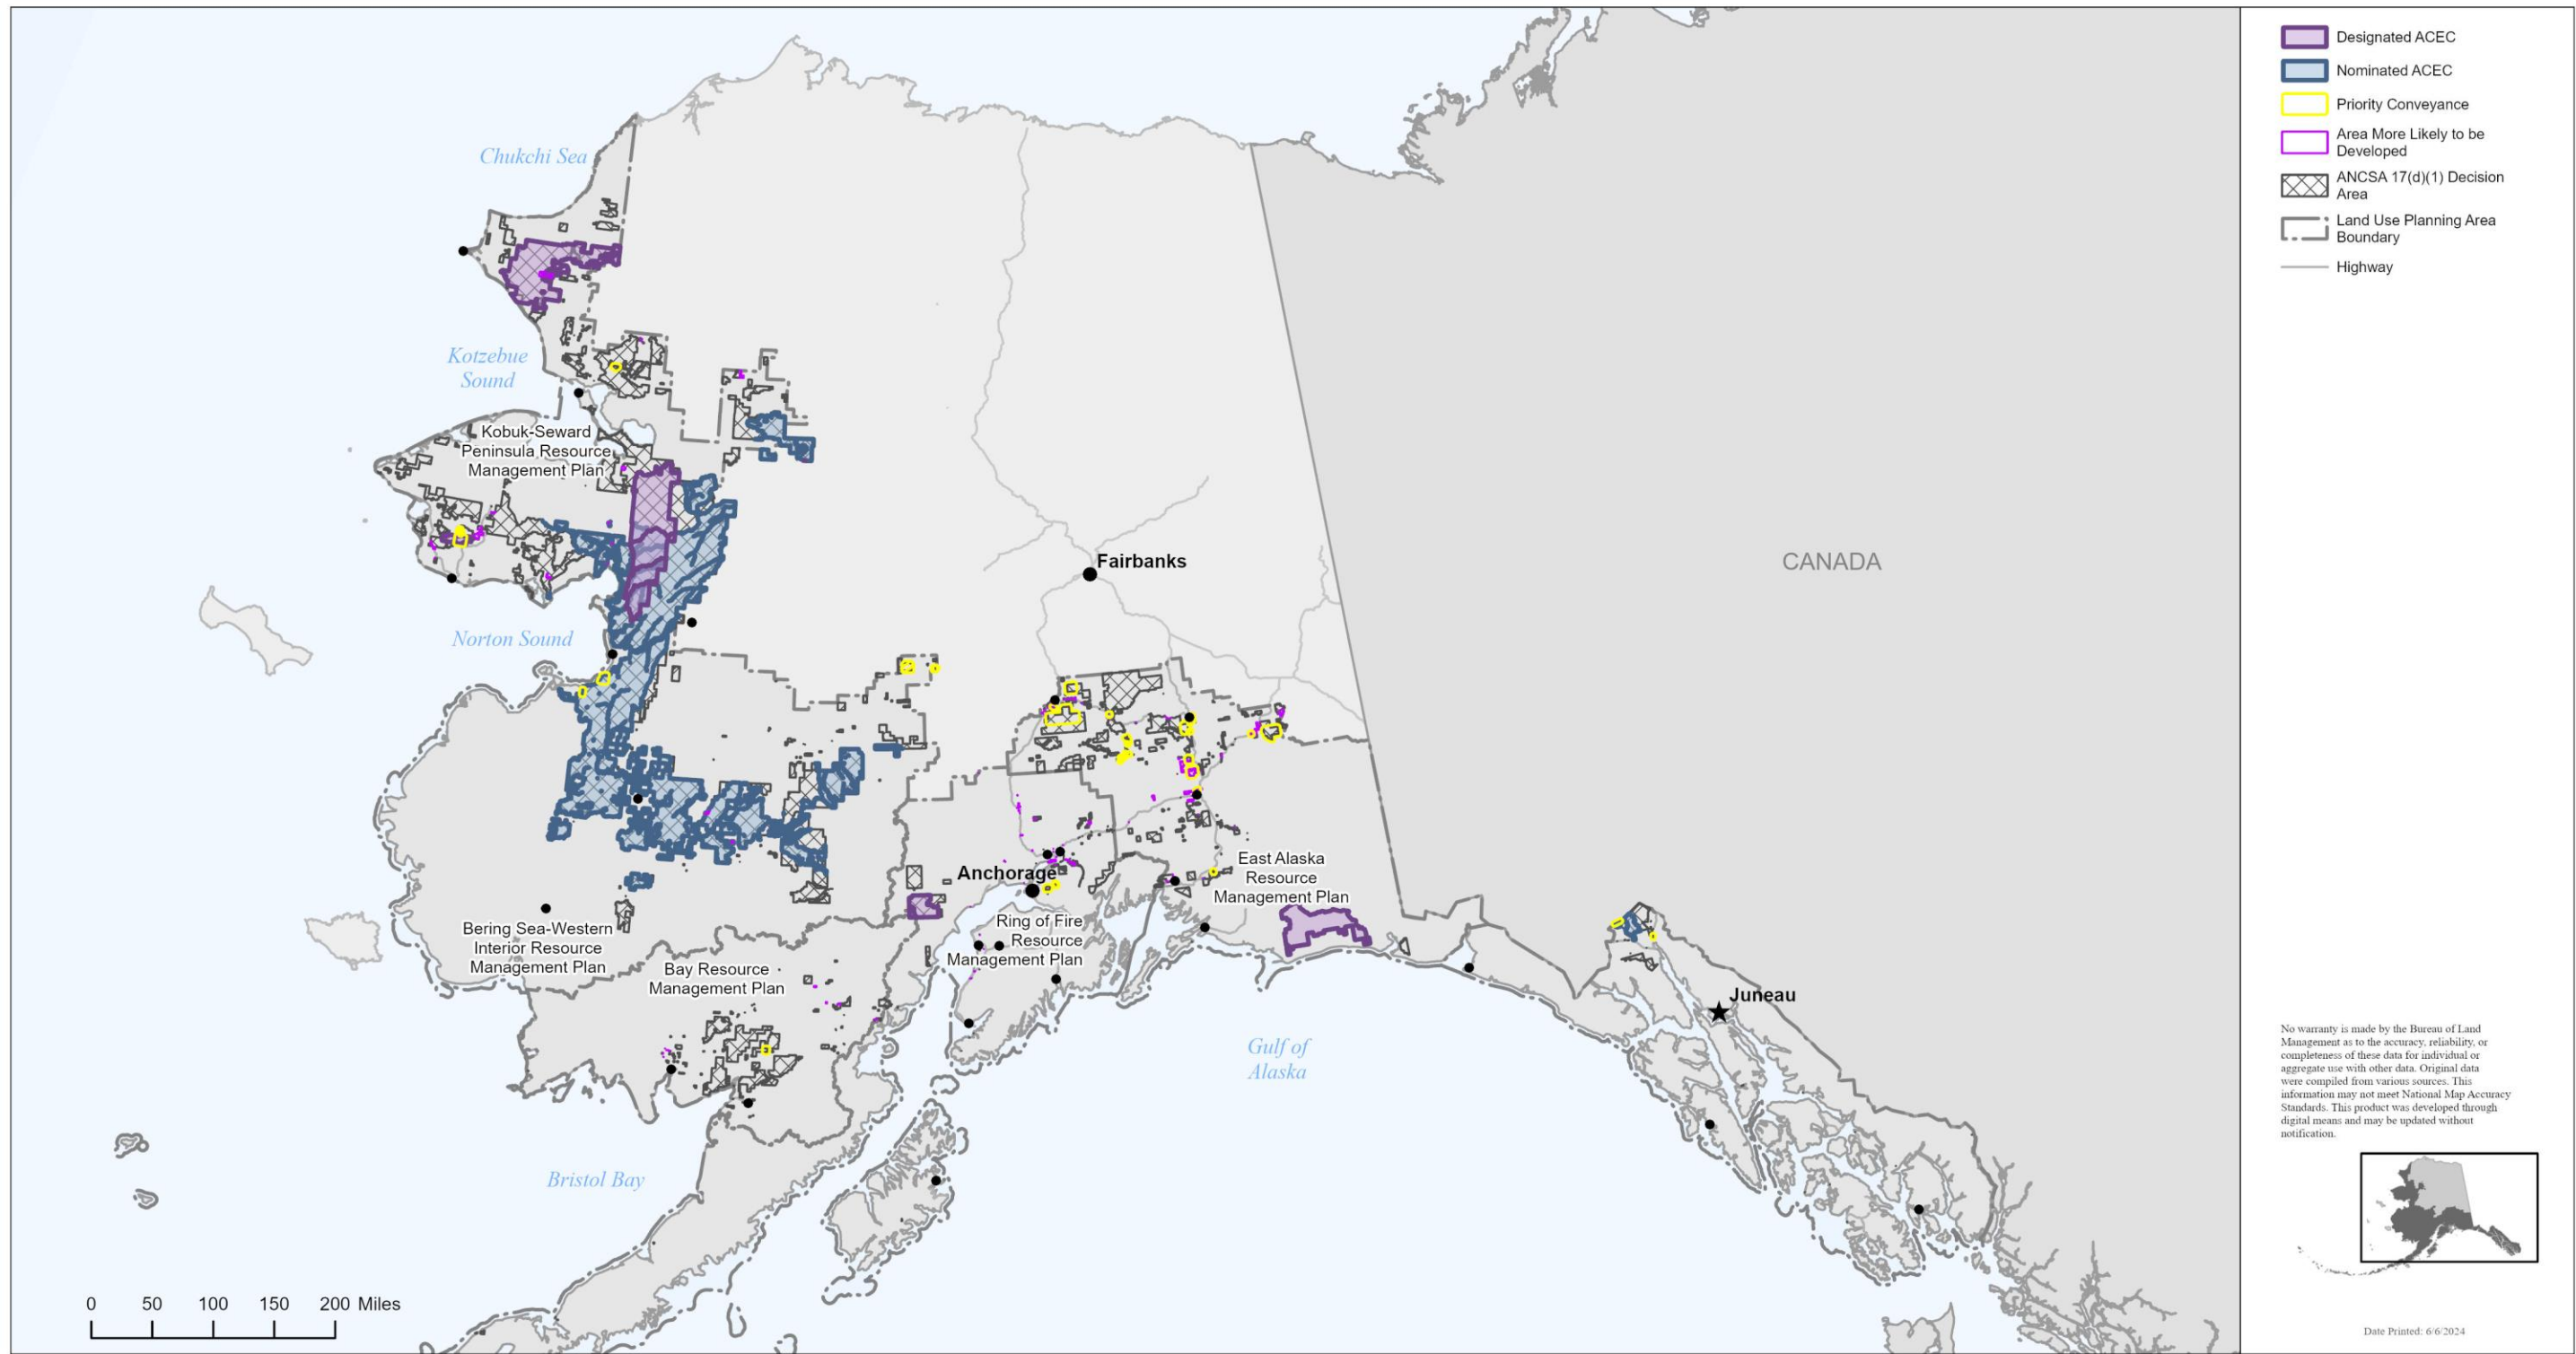 Chukchi Sea
Kotzebue
Sound
Kobuk-Seward
Peninsula Resource
Management Plan
Norton Sound
Fairbanks
CANADA
Anchorage
East Alaska
Resource
Management Plan
Ring of Fire
Resource
Management Plan
Bering Sea-Western
Interior Resource
Management Plan
Bay Resource
Management Plan
Juneau
Gulf of
Alaska
Bristol Bay
0 50 100 150 200 Miles
Designated ACEC
Nominated ACEC
Priority Conveyance
Area More Likely to be
Developed
ANCSA 17(d)(1) Decision
Area
Land Use Planning Area
Boundary
Highway
No warranty is made by the Bureau of Land
Management as to the accuracy, reliability, or
completeness of these data for individual or
aggregate use with other data. Original data
were compiled from various sources. This
information may not meet National Map Accuracy
Standards. This product was developed through
digital means and may be updated without
notification.
Date Printed: 6/6/2024